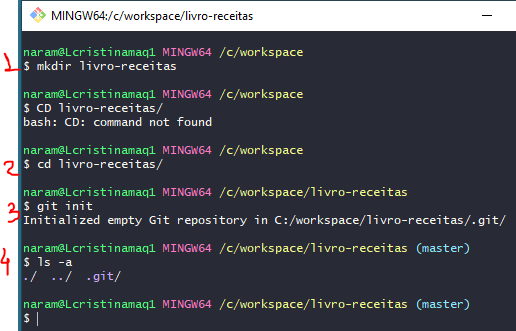 MINGW64:/c/workspace/livro-receitas
naram@Lcristinamaq1 MINGW64 /c/workspace
1 $ mkdir livro-receitas
naram@Lcristinamaq1 MINGW64 /c/workspace
$ CD livro-receitas/
bash: CD: command not found
naram@Lcristinamaq1 MINGW64 /c/workspace
2 $ cd livro-receitas/
naram@Lcristinamaq1 MINGW64 /c/workspace/livro-receitas
3 $ git init
Initialized empty Git repository in C:/workspace/livro-receitas/.git/
naram@Lcristinamaq1 MINGW64 /c/workspace/livro-receitas (master)
4 $ ls -a
./ ../ .git/
naram@Lcristinamaq1 MINGW64 /c/workspace/livro-receitas (master)
$